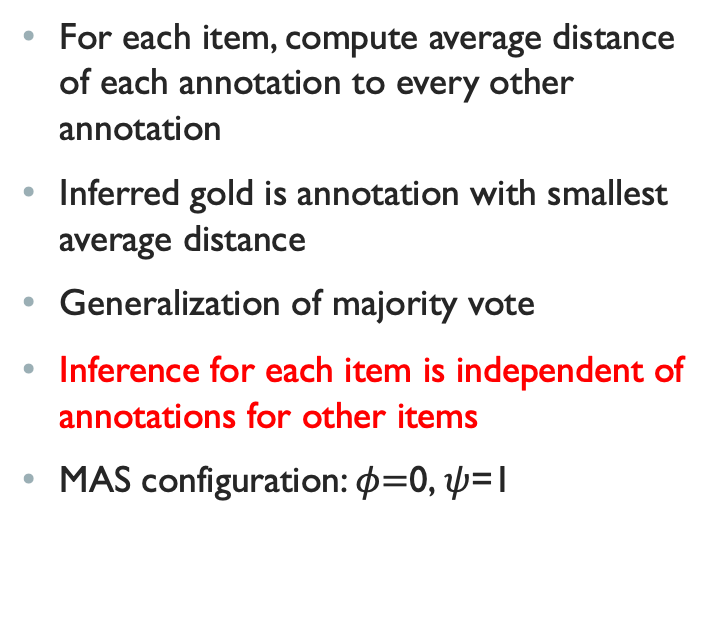 • For each item, compute average distance
of each annotation to every other
annotation
• Inferred gold is annotation with smallest
average distance
• Generalization of majority vote
• Inference for each item is independent of
annotations for other items
• MAS configuration: ϕ=0, ψ=1